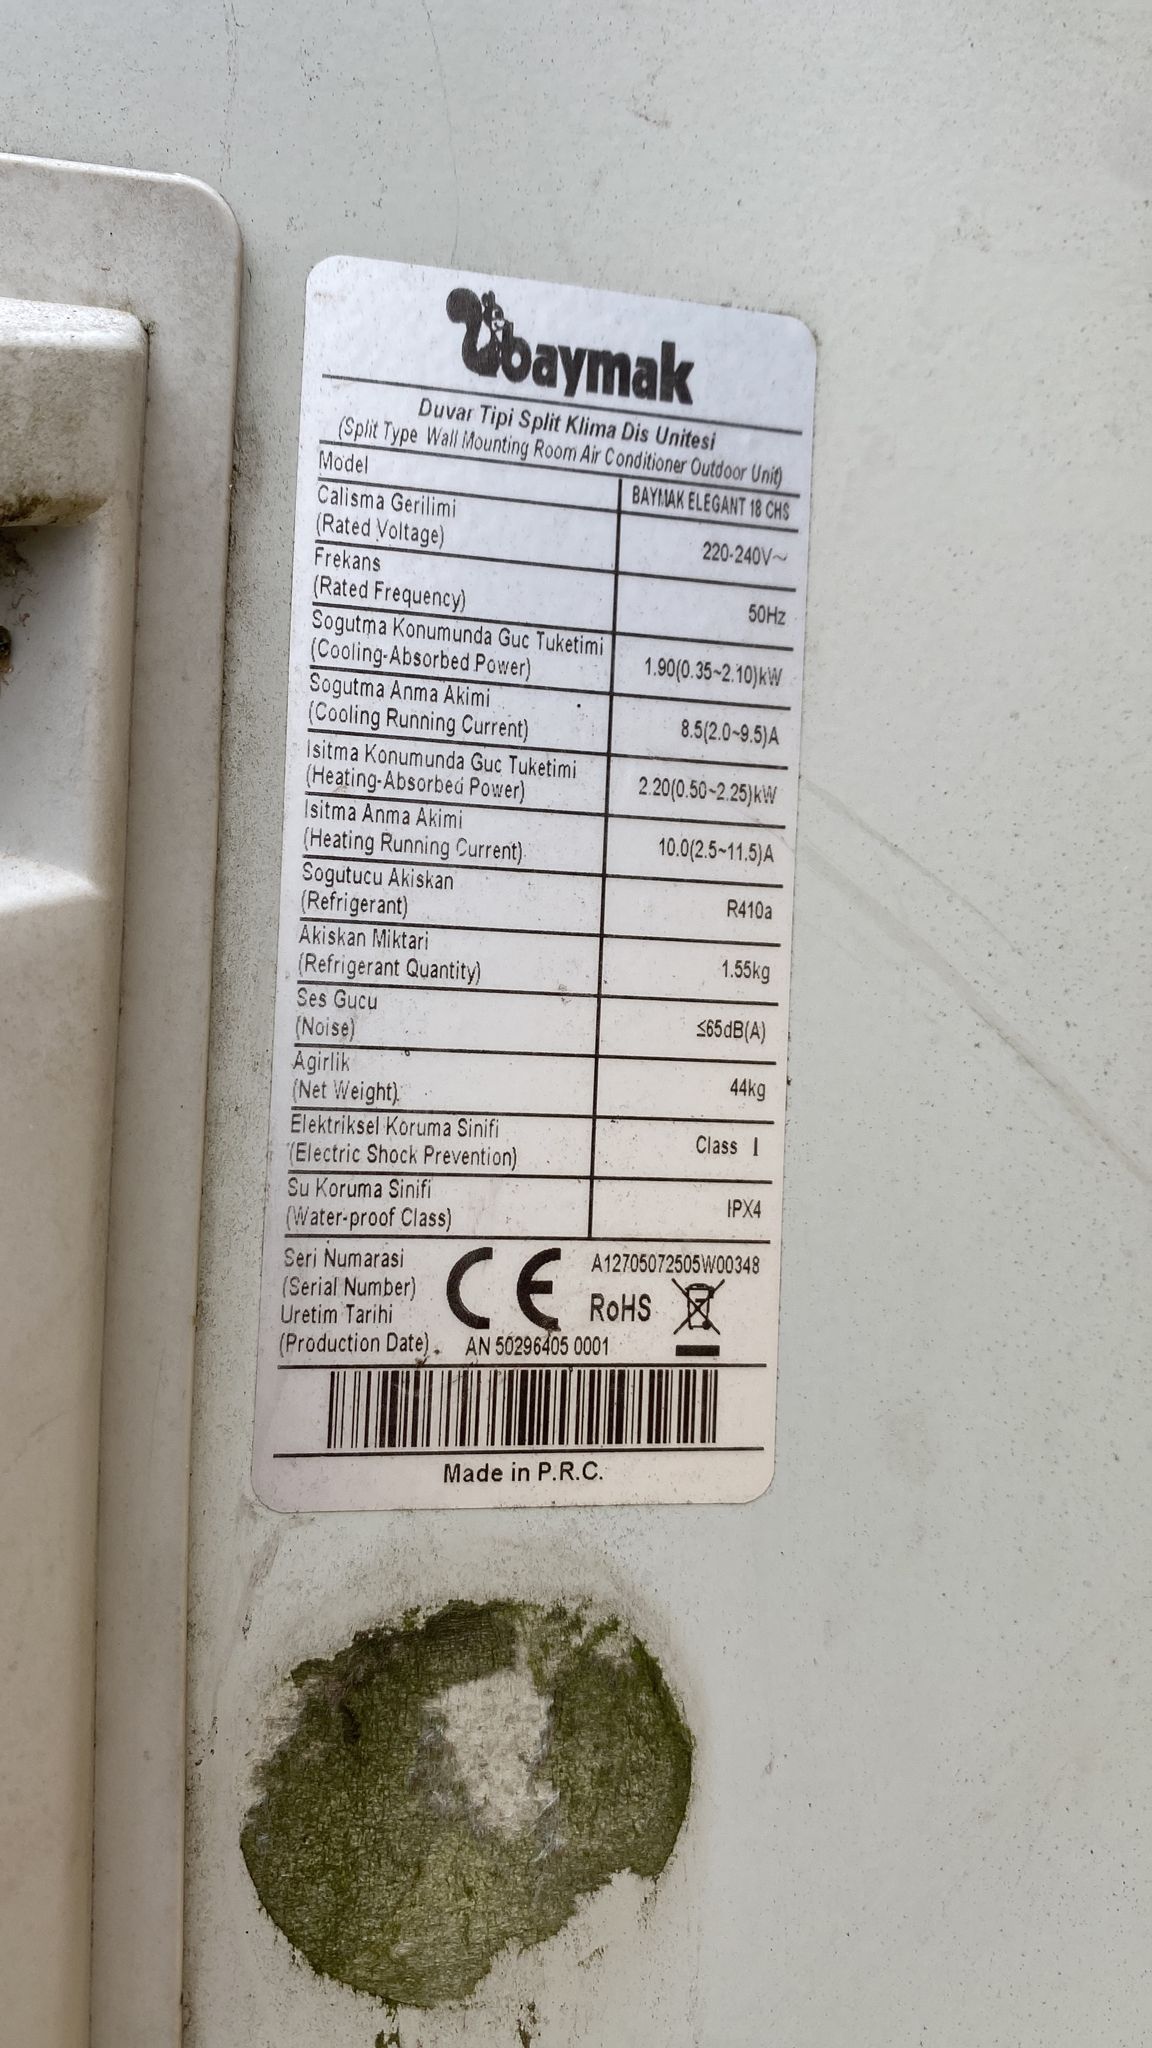 baymak
Duvar Tipi Split Klima Dis Unitesi
(Split Type Wall Mounting Room Air Conditioner Outdoor Unit)
Model BAYMAK ELEGANT 18 CHS
Calisma Gerilimi
(Rated Voltage) 220-240V~
Frekans
(Rated Frequency) 50Hz
Sogutma Konumunda Guc Tuketimi
(Cooling-Absorbed Power) 1.90(0.35~2.10)kW
Sogutma Anma Akimi
(Cooling Running Current) 8.5(2.0~9.5)A
Isitma Konumunda Guc Tuketimi
(Heating-Absorbed Power) 2.20(0.50~2.25)kW
Isitma Anma Akimi
(Heating Running Current) 10.0(2.5~11.5)A
Sogutucu Akiskan
(Refrigerant) R410a
Akiskan Miktari
(Refrigerant Quantity) 1.55kg
Ses Gucu
(Noise) ≤65dB(A)
Agirlik
(Net Weight) 44kg
Elektriksel Koruma Sinifi
(Electric Shock Prevention) Class I
Su Koruma Sinifi
(Water-proof Class) IPX4
Seri Numarasi A12705072505W00348
(Serial Number) CE RoHS
Uretim Tarihi
(Production Date) AN 50296405 0001
Made in P.R.C.